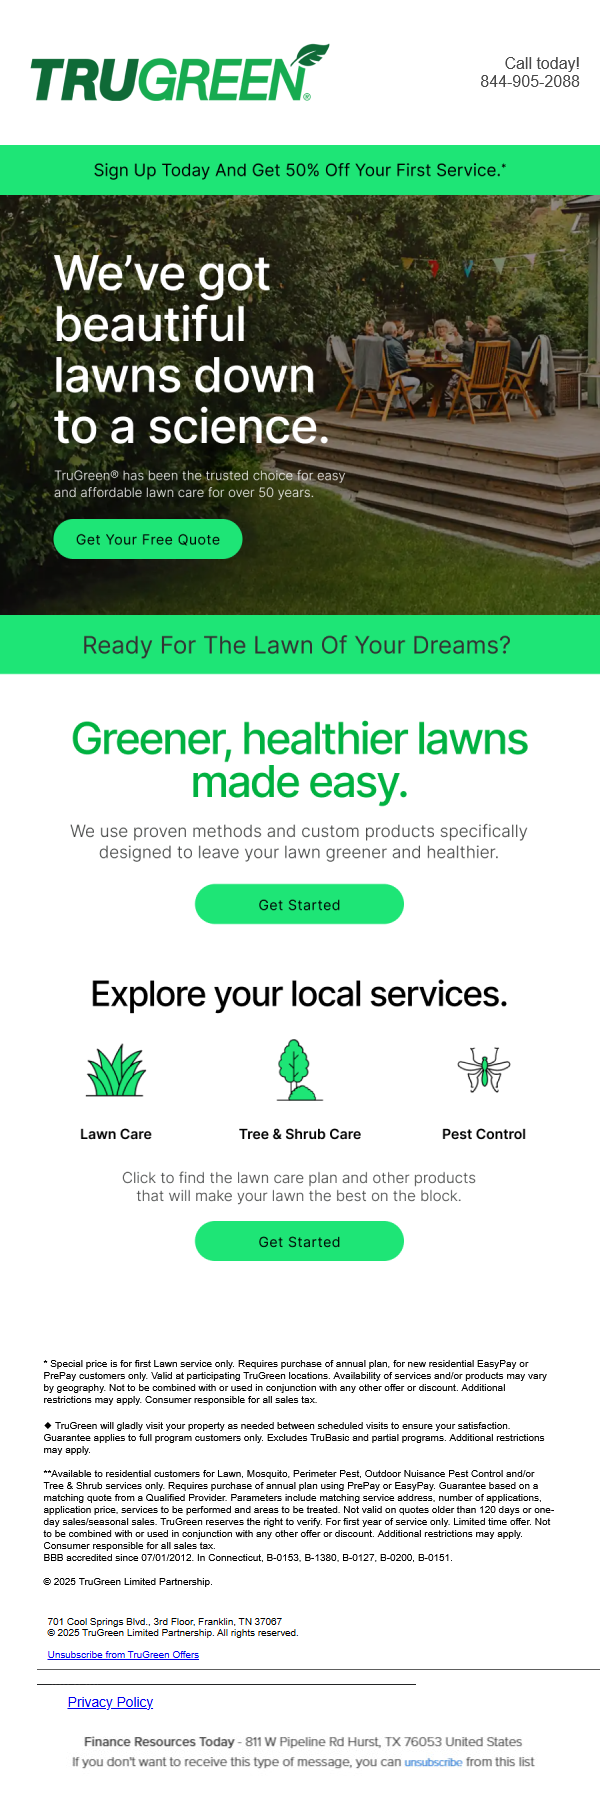 TRUGREEN®
Call today!
844-905-2088
Sign Up Today And Get 50% Off Your First Service.*
We've got
beautiful
lawns down
to a science.
TruGreen® has been the trusted choice for easy
and affordable lawn care for over 50 years.
Get Your Free Quote
Ready For The Lawn Of Your Dreams?
Greener, healthier lawns
made easy.
We use proven methods and custom products specifically
designed to leave your lawn greener and healthier.
Get Started
Explore your local services.
Lawn Care
Tree & Shrub Care
Pest Control
Click to find the lawn care plan and other products
that will make your lawn the best on the block.
Get Started
* Special price is for first Lawn service only. Requires purchase of annual plan, for new residential EasyPay or
PrePay customers only. Valid at participating TruGreen locations. Availability of services and/or products may vary
by geography. Not to be combined with or used in conjunction with any other offer or discount. Additional
restrictions may apply. Consumer responsible for all sales tax.
◆ TruGreen will gladly visit your property as needed between scheduled visits to ensure your satisfaction.
Guarantee applies to full program customers only. Excludes TruBasic and partial programs. Additional restrictions
may apply.
**Available to residential customers for Lawn, Mosquito, Perimeter Pest, Outdoor Nuisance Pest Control and/or
Tree & Shrub services only. Requires purchase of annual plan using PrePay or EasyPay. Guarantee based on a
matching quote from a Qualified Provider. Parameters include matching service address, number of applications,
application price, services to be performed and areas to be treated. Not valid on quotes older than 120 days or one-
day sales/seasonal sales. TruGreen reserves the right to verify. For first year of service only. Limited time offer. Not
to be combined with or used in conjunction with any other offer or discount. Additional restrictions may apply.
Consumer responsible for all sales tax.
BBB accredited since 07/01/2012. In Connecticut, B-0153, B-1380, B-0127, B-0200, B-0151.
© 2025 TruGreen Limited Partnership.
701 Cool Springs Blvd., 3rd Floor, Franklin, TN 37067
© 2025 TruGreen Limited Partnership. All rights reserved.
Unsubscribe from TruGreen Offers
Privacy Policy
Finance Resources Today - 811 W Pipeline Rd Hurst, TX 76053 United States
If you don't want to receive this type of message, you can unsubscribe from this list